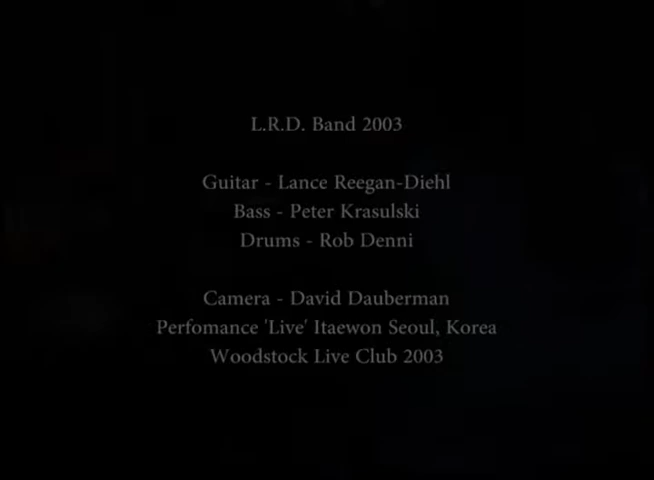 L.R.D. Band 2003
Guitar - Lance Reegan-Diehl
Bass - Peter Krasulski
Drums - Rob Denni
Camera - David Dauberman
Perfomance 'Live' Itaewon Seoul, Korea
Woodstock Live Club 2003